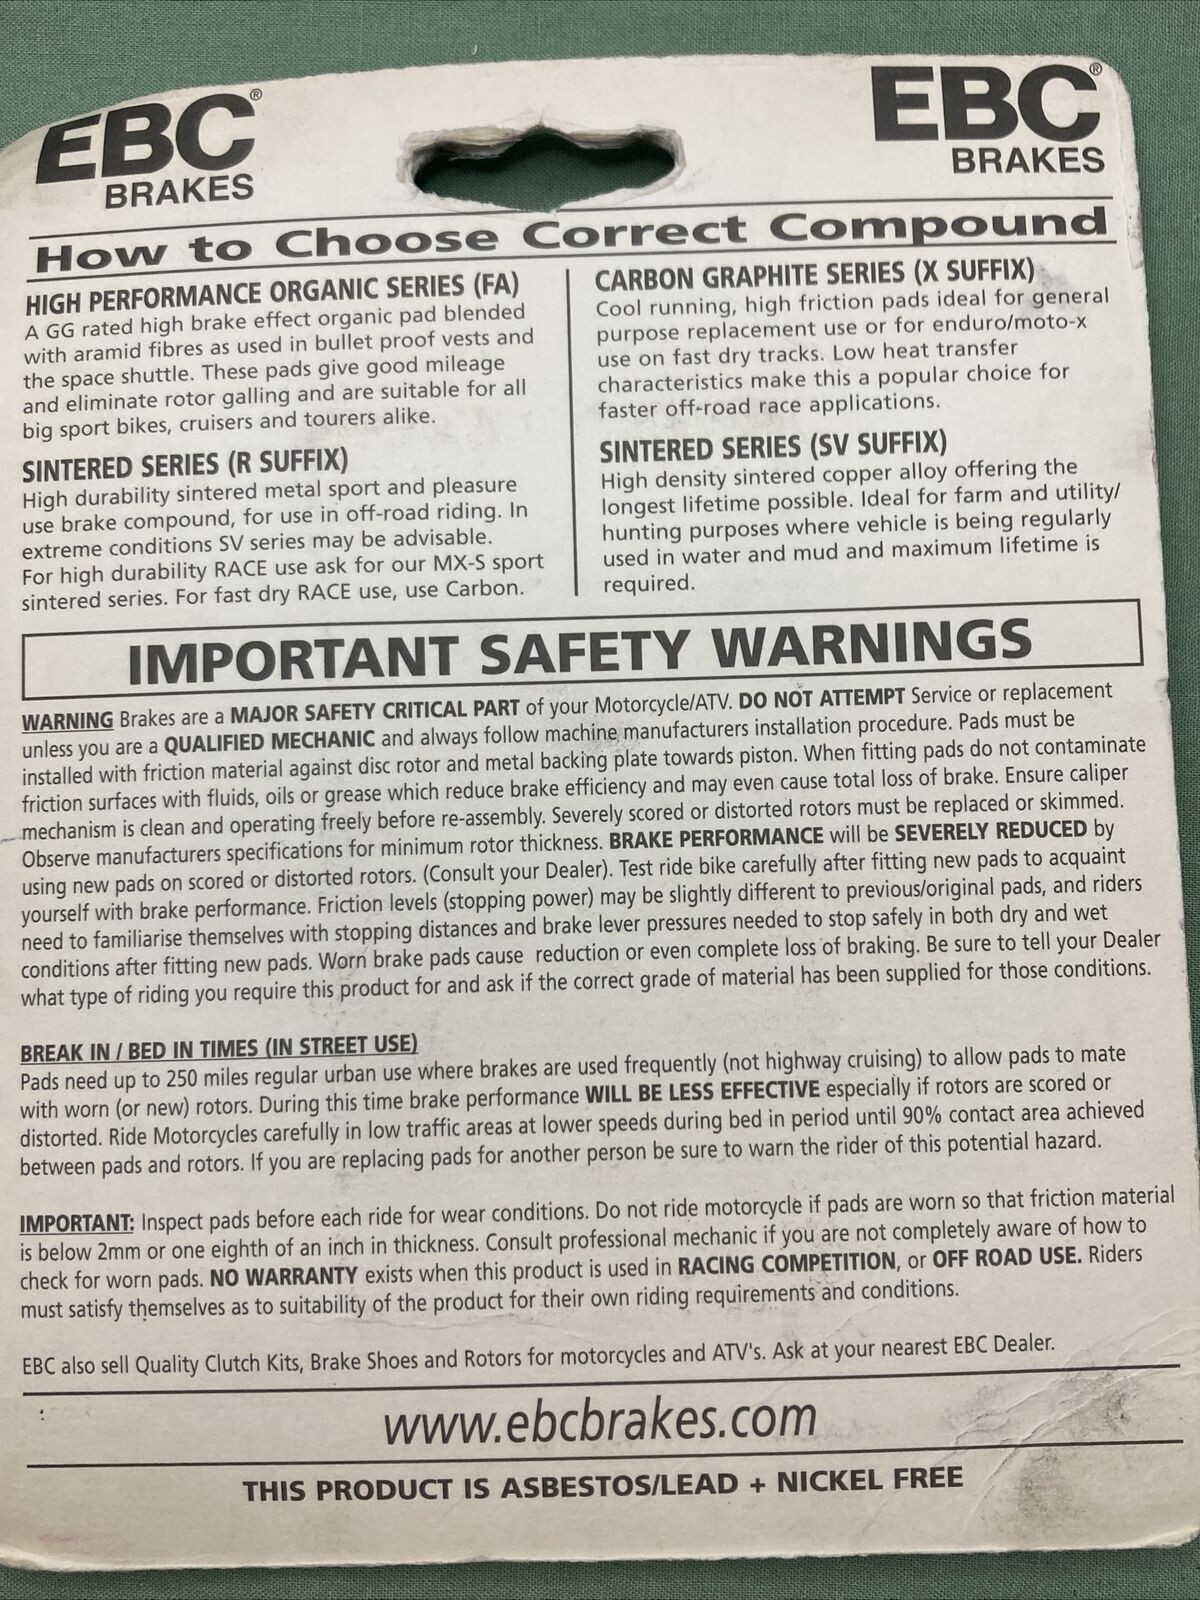 EBC®
BRAKES
EBC®
BRAKES
How to Choose Correct Compound
HIGH PERFORMANCE ORGANIC SERIES (FA)
A GG rated high brake effect organic pad blended
with aramid fibres as used in bullet proof vests and
the space shuttle. These pads give good mileage
and eliminate rotor galling and are suitable for all
big sport bikes, cruisers and tourers alike.
SINTERED SERIES (R SUFFIX)
High durability sintered metal sport and pleasure
use brake compound, for use in off-road riding. In
extreme conditions SV series may be advisable.
For high durability RACE use ask for our MX-S sport
sintered series. For fast dry RACE use, use Carbon.
CARBON GRAPHITE SERIES (X SUFFIX)
Cool running, high friction pads ideal for general
purpose replacement use or for enduro/moto-x
use on fast dry tracks. Low heat transfer
characteristics make this a popular choice for
faster off-road race applications.
SINTERED SERIES (SV SUFFIX)
High density sintered copper alloy offering the
longest lifetime possible. Ideal for farm and utility/
hunting purposes where vehicle is being regularly
used in water and mud and maximum lifetime is
required.
IMPORTANT SAFETY WARNINGS
WARNING Brakes are a MAJOR SAFETY CRITICAL PART of your Motorcycle/ATV. DO NOT ATTEMPT Service or replacement
unless you are a QUALIFIED MECHANIC and always follow machine manufacturers installation procedure. Pads must be
installed with friction material against disc rotor and metal backing plate towards piston. When fitting pads do not contaminate
friction surfaces with fluids, oils or grease which reduce brake efficiency and may even cause total loss of brake. Ensure caliper
mechanism is clean and operating freely before re-assembly. Severely scored or distorted rotors must be replaced or skimmed.
Observe manufacturers specifications for minimum rotor thickness. BRAKE PERFORMANCE will be SEVERELY REDUCED by
using new pads on scored or distorted rotors. (Consult your Dealer). Test ride bike carefully after fitting new pads to acquaint
yourself with brake performance. Friction levels (stopping power) may be slightly different to previous/original pads, and riders
need to familiarise themselves with stopping distances and brake lever pressures needed to stop safely in both dry and wet
conditions after fitting new pads. Worn brake pads cause reduction or even complete loss of braking. Be sure to tell your Dealer
what type of riding you require this product for and ask if the correct grade of material has been supplied for those conditions.
BREAK IN / BED IN TIMES (IN STREET USE)
Pads need up to 250 miles regular urban use where brakes are used frequently (not highway cruising) to allow pads to mate
with worn (or new) rotors. During this time brake performance WILL BE LESS EFFECTIVE especially if rotors are scored or
distorted. Ride Motorcycles carefully in low traffic areas at lower speeds during bed in period until 90% contact area achieved
between pads and rotors. If you are replacing pads for another person be sure to warn the rider of this potential hazard.
IMPORTANT: Inspect pads before each ride for wear conditions. Do not ride motorcycle if pads are worn so that friction material
is below 2mm or one eighth of an inch in thickness. Consult professional mechanic if you are not completely aware of how to
check for worn pads. NO WARRANTY exists when this product is used in RACING COMPETITION, or OFF ROAD USE. Riders
must satisfy themselves as to suitability of the product for their own riding requirements and conditions.
EBC also sell Quality Clutch Kits, Brake Shoes and Rotors for motorcycles and ATV's. Ask at your nearest EBC Dealer.
www.ebcbrakes.com
THIS PRODUCT IS ASBESTOS/LEAD + NICKEL FREE